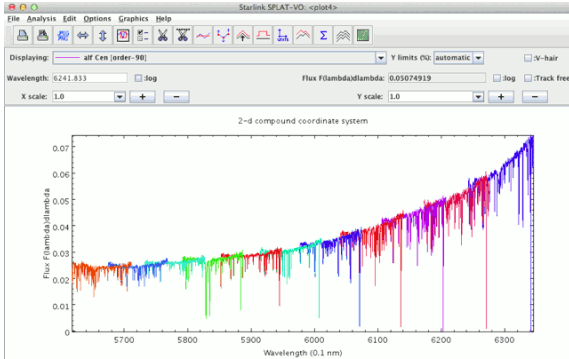 Starlink SPLAT-VO: <plot4>
File Analysis Edit Options Graphics Help
Displaying: alf Cen [order-90] Y limits (%): automatic :V-hair
Wavelength: 6241.833 :log Flux F(lambda)dlambda: 0.05074919 :log :Track free
X scale: 1.0 + − Y scale: 1.0 + −
2-d compound coordinate system
Flux F(lambda)dlambda
0.07
0.06
0.05
0.04
0.03
0.02
0.01
0
5700 5800 5900 6000 6100 6200 6300
Wavelength (0.1 nm)